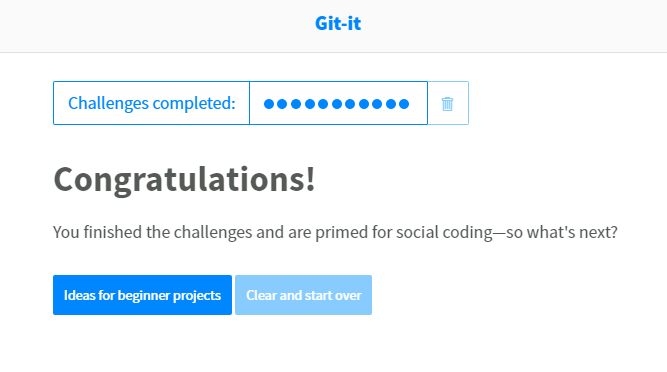 Git-it
Challenges completed:
Congratulations!
You finished the challenges and are primed for social coding—so what's next?
Ideas for beginner projects Clear and start over